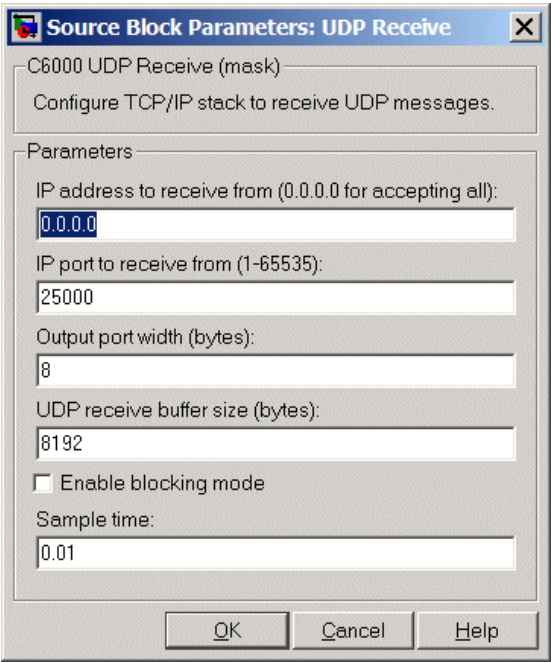 Source Block Parameters: UDP Receive
C6000 UDP Receive (mask)
Configure TCP/IP stack to receive UDP messages.
Parameters
IP address to receive from (0.0.0.0 for accepting all):
0.0.0.0
IP port to receive from (1-65535):
25000
Output port width (bytes):
8
UDP receive buffer size (bytes):
8192
Enable blocking mode
Sample time:
0.01
OK Cancel Help